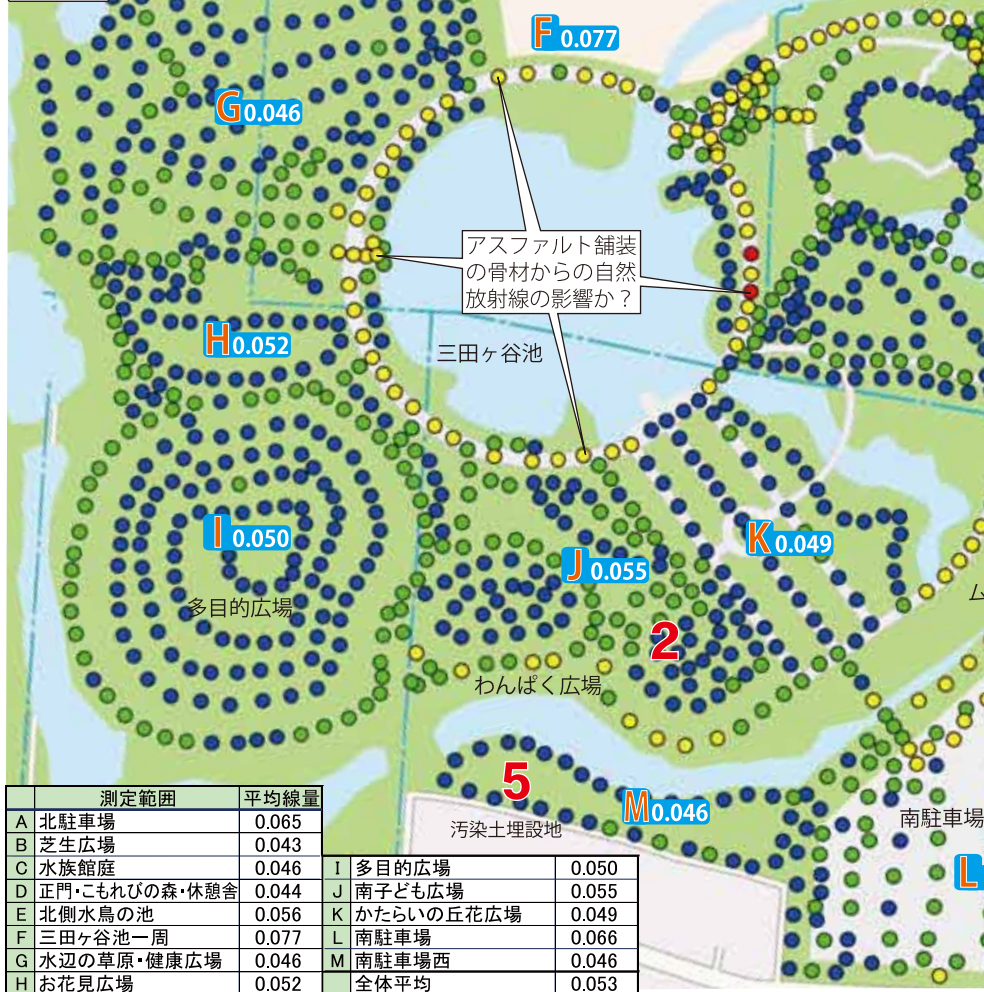 F 0.077
G 0.046
アスファルト舗装
の骨材からの自然
放射線の影響か？
H 0.052
三田ヶ谷池
I 0.050
K 0.049
J 0.055
多目的広場
ム
2
わんぱく広場
5
M 0.046
汚染土埋設地
南駐車場
L
測定範囲 平均線量
A 北駐車場 0.065
B 芝生広場 0.043
C 水族館庭 0.046
D 正門・こもれびの森・休憩舎 0.044
E 北側水鳥の池 0.056
F 三田ヶ谷池一周 0.077
G 水辺の草原・健康広場 0.046
H お花見広場 0.052
I 多目的広場 0.050
J 南子ども広場 0.055
K かたらいの丘花広場 0.049
L 南駐車場 0.066
M 南駐車場西 0.046
全体平均 0.053